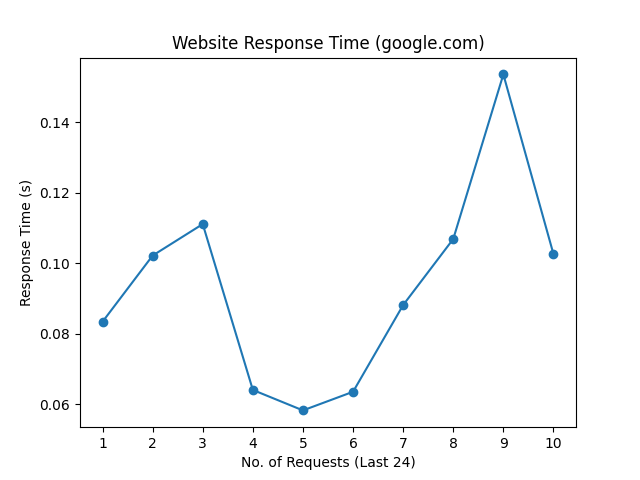 Website Response Time (google.com)
Response Time (s)
0.14
0.12
0.10
0.08
0.06
1 2 3 4 5 6 7 8 9 10
No. of Requests (Last 24)